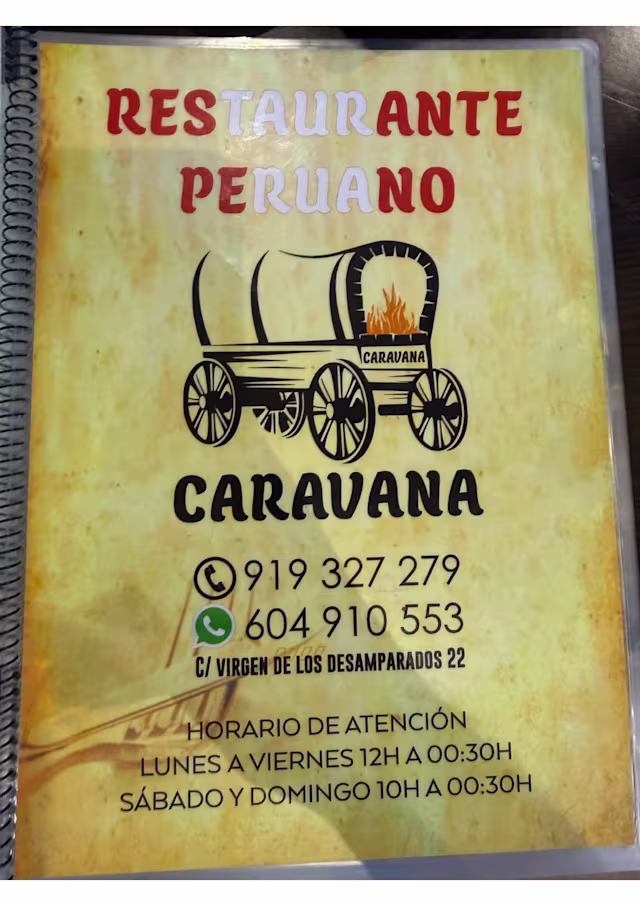 RESTAURANTE
PERUANO
CARAVANA
CARAVANA
919 327 279
604 910 553
C/ VIRGEN DE LOS DESAMPARADOS 22
HORARIO DE ATENCIÓN
LUNES A VIERNES 12H A 00:30H
SÁBADO Y DOMINGO 10H A 00:30H